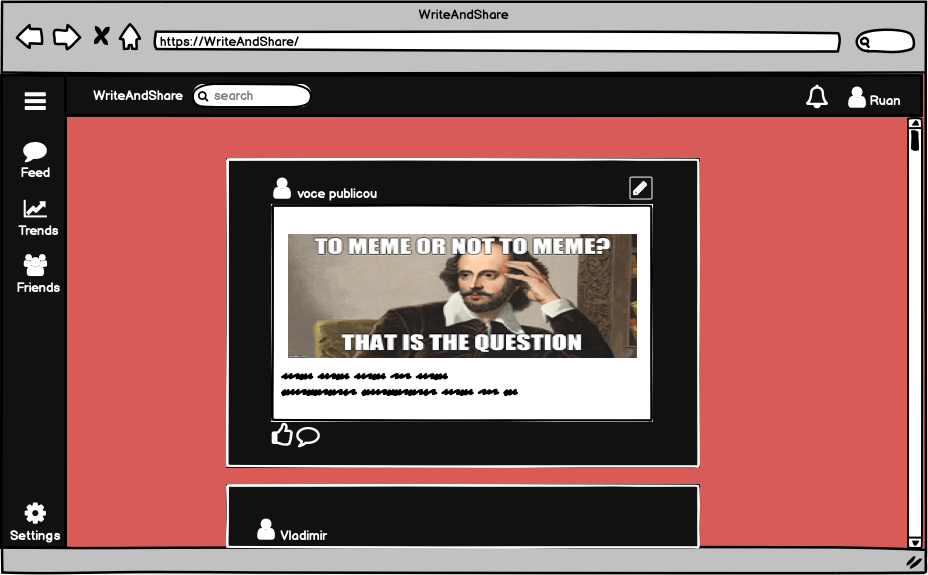 WriteAndShare
https://WriteAndShare/
WriteAndShare
search
Ruan
Feed
Trends
Friends
Settings
voce publicou
TO MEME OR NOT TO MEME?
THAT IS THE QUESTION
Vladimir